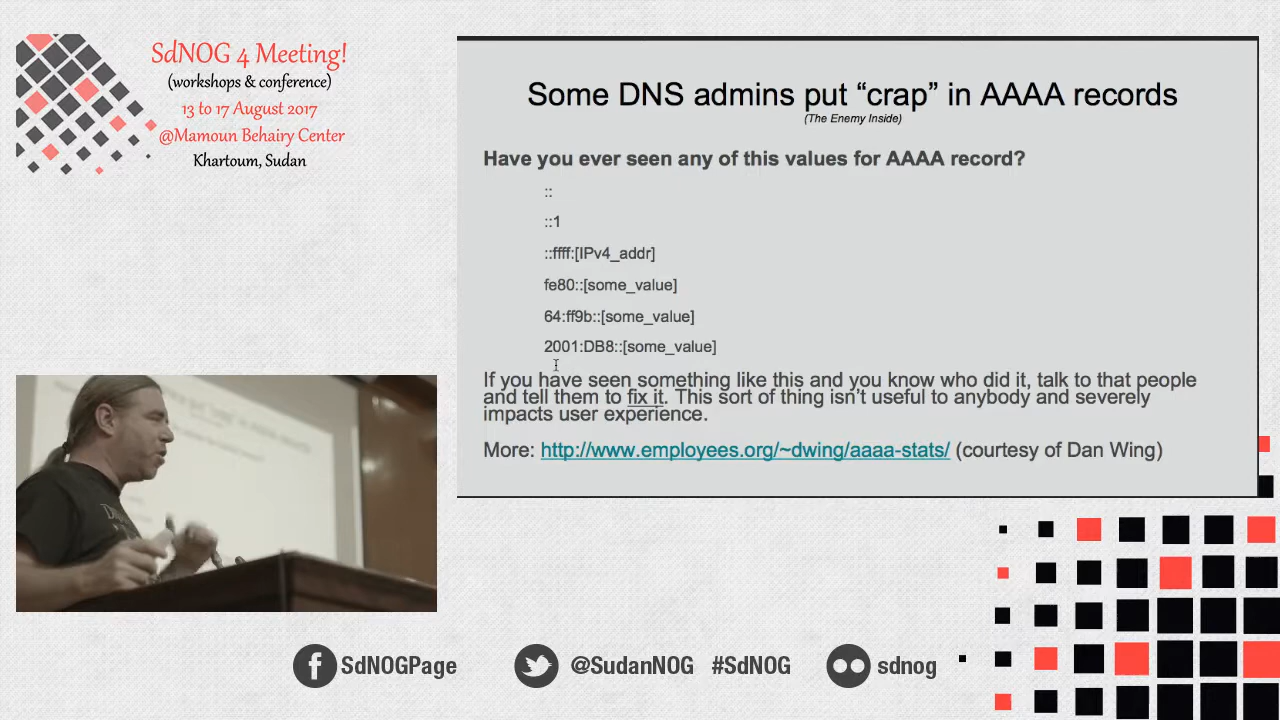 SdNOG 4 Meeting!
(workshops & conference)
13 to 17 August 2017
@Mamoun Behairy Center
Khartoum, Sudan
Some DNS admins put “crap” in AAAA records
(The Enemy Inside)
Have you ever seen any of this values for AAAA record?
::
::1
::ffff:[IPv4_addr]
fe80::[some_value]
64:ff9b::[some_value]
2001:DB8::[some_value]
If you have seen something like this and you know who did it, talk to that people
and tell them to fix it. This sort of thing isn’t useful to anybody and severely
impacts user experience.
More: http://www.employees.org/~dwing/aaaa-stats/ (courtesy of Dan Wing)
SdNOGPage
@SudanNOG #SdNOG
sdnog